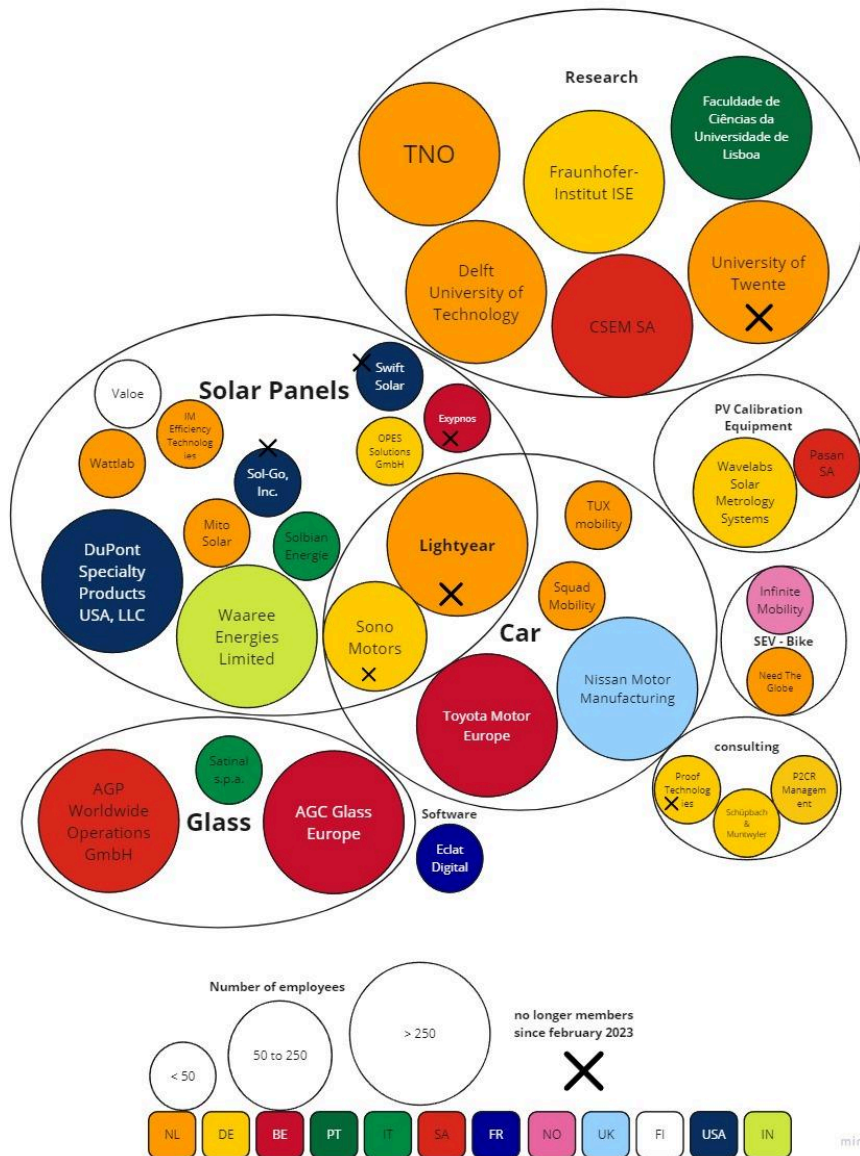 Research
TNO
Fraunhofer-
Institut ISE
Faculdade de
Ciências da
Universidade de
Lisboa
Delft
University of
Technology
CSEM SA
University of
Twente
Solar Panels
Swift
Solar
Valoe
IM
Efficiency
Technolog
ies
Exypnos
OPES
Solutions
GmbH
Wattlab
Sol-Go,
Inc.
Mito
Solar
Solbian
Energie
DuPont
Specialty
Products
USA, LLC
Waaree
Energies
Limited
Lightyear
Sono
Motors
PV Calibration
Equipment
Wavelabs
Solar
Metrology
Systems
Pasan
SA
TUX
mobility
Squad
Mobility
Car
Toyota Motor
Europe
Nissan Motor
Manufacturing
Infinite
Mobility
SEV - Bike
Need The
Globe
consulting
Proof
Technolog
ies
Schüpbach
&
Muntwyler
P2CR
Managem
ent
AGP
Worldwide
Operations
GmbH
Satinal
s.p.a.
Glass
AGC Glass
Europe
Software
Eclat
Digital
Number of employees
< 50
50 to 250
> 250
no longer members
since february 2023
NL DE BE PT IT SA FR NO UK FI USA IN